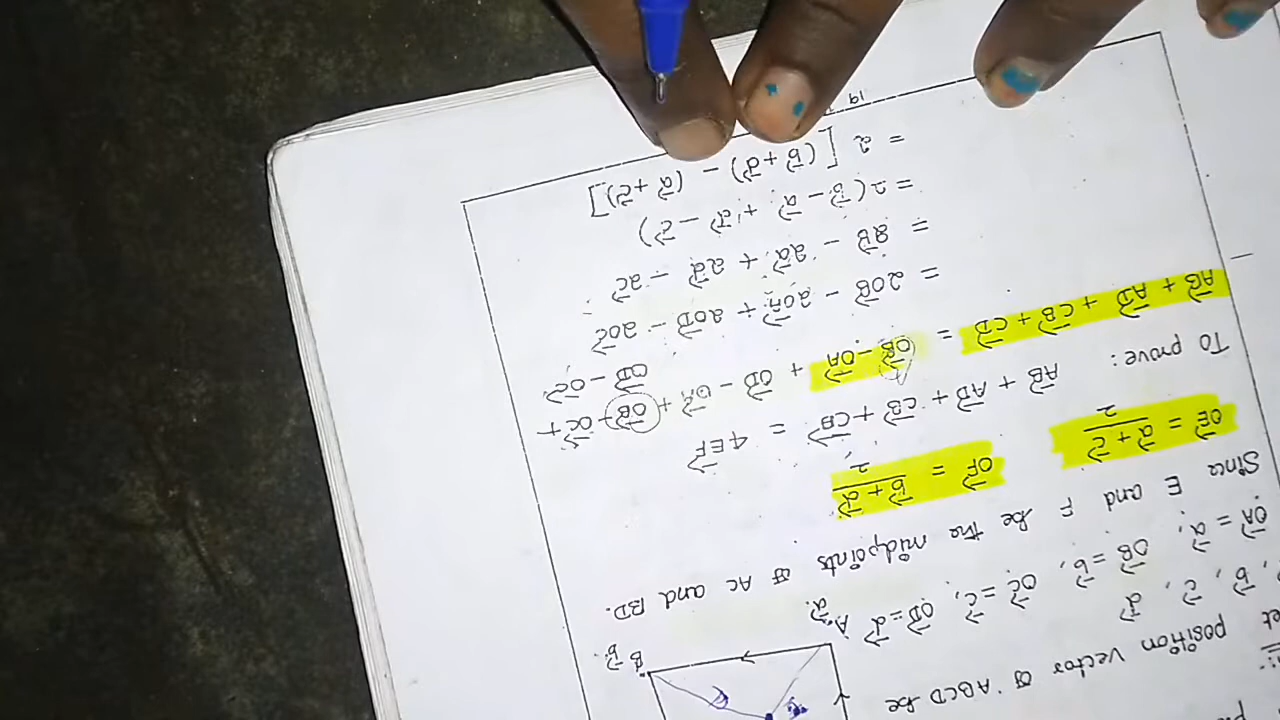 position vector of ABCD be
b⃗, c⃗, d⃗
OA⃗ = a⃗, OB⃗ = b⃗, OC⃗ = c⃗, OD⃗ = d⃗
A a⃗
B b⃗
Since E and F be the midpoints of AC and BD.
OE⃗ = (a⃗ + c⃗)/2 OF⃗ = (b⃗ + d⃗)/2
To prove: AB⃗ + AD⃗ + CB⃗ + CD⃗ = 4EF⃗
AB⃗ + AD⃗ + CB⃗ + CD⃗ = OB⃗ - OA⃗ + OD⃗ - OA⃗ + OB⃗ - OC⃗ +
OD⃗ - OC⃗
= 2OB⃗ - 2OA⃗ + 2OD⃗ - 2OC⃗
= 2b⃗ - 2a⃗ + 2d⃗ - 2c⃗
= 2(b⃗ - a⃗ + d⃗ - c⃗)
= 2 [(b⃗ + d⃗) - (a⃗ + c⃗)]
19